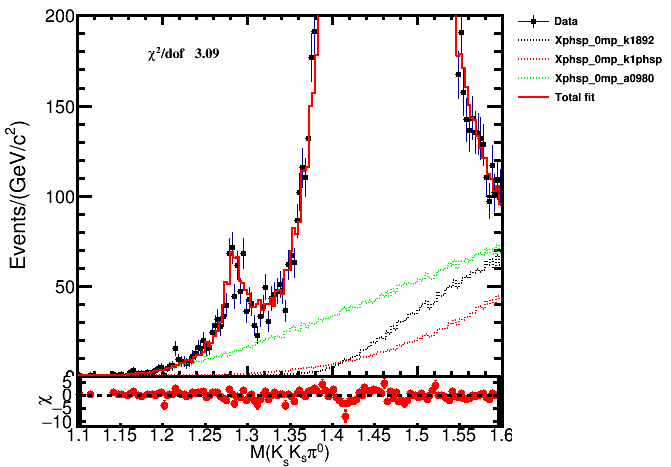 200
150
100
50
0
Events/(GeV/c²)
χ²/dof 3.09
Data
Xphsp_0mp_k1892
Xphsp_0mp_k1phsp
Xphsp_0mp_a0980
Total fit
5
0
−5
−10
χ
1.1 1.15 1.2 1.25 1.3 1.35 1.4 1.45 1.5 1.55 1.6
M(KₛKₛπ⁰)